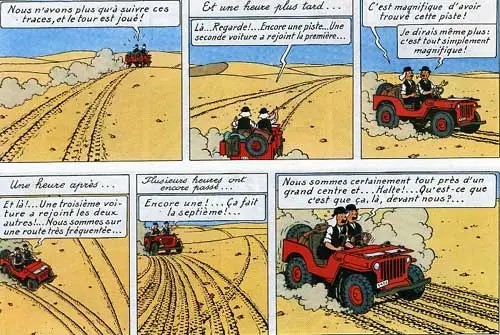 Nous n'avons plus qu'à suivre ces
traces, et le tour est joué!
Et une heure plus tard...
Là...Regarde!...Encore une piste...Une
seconde voiture a rejoint la première...
C'est magnifique d'avoir
trouvé cette piste!
Je dirais même plus:
c'est tout simplement
magnifique!
Une heure après...
Et là!...Une troisième voi-
ture a rejoint les deux
autres!...Nous sommes sur
une route très fréquentée...
Plusieurs heures ont
encore passé...
Encore une!... Ça fait
la septième!...
Nous sommes certainement tout près d'un
grand centre et... Halte!...Qu'est-ce que
c'est que ça, là, devant nous?...